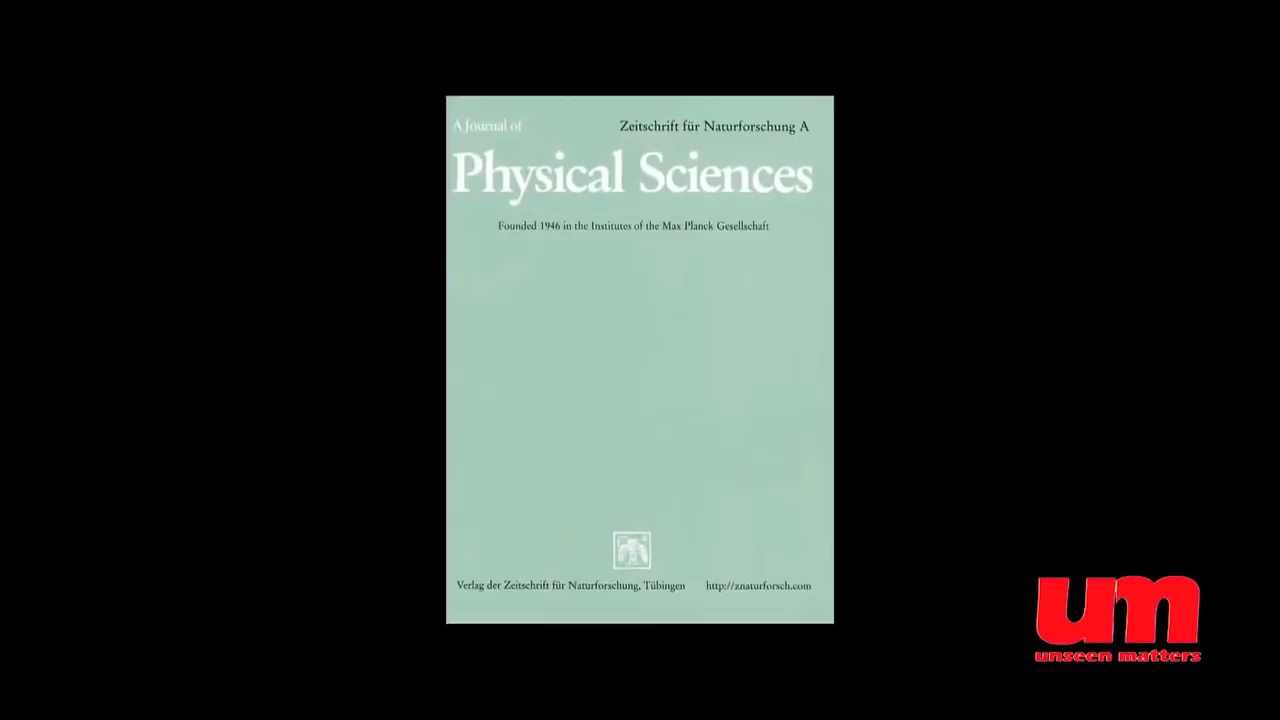 A Journal of
Zeitschrift für Naturforschung A
Physical Sciences
Founded 1946 in the Institutes of the Max Planck Gesellschaft
Verlag der Zeitschrift für Naturforschung, Tübingen
http://znaturforsch.com
um
unseen matters